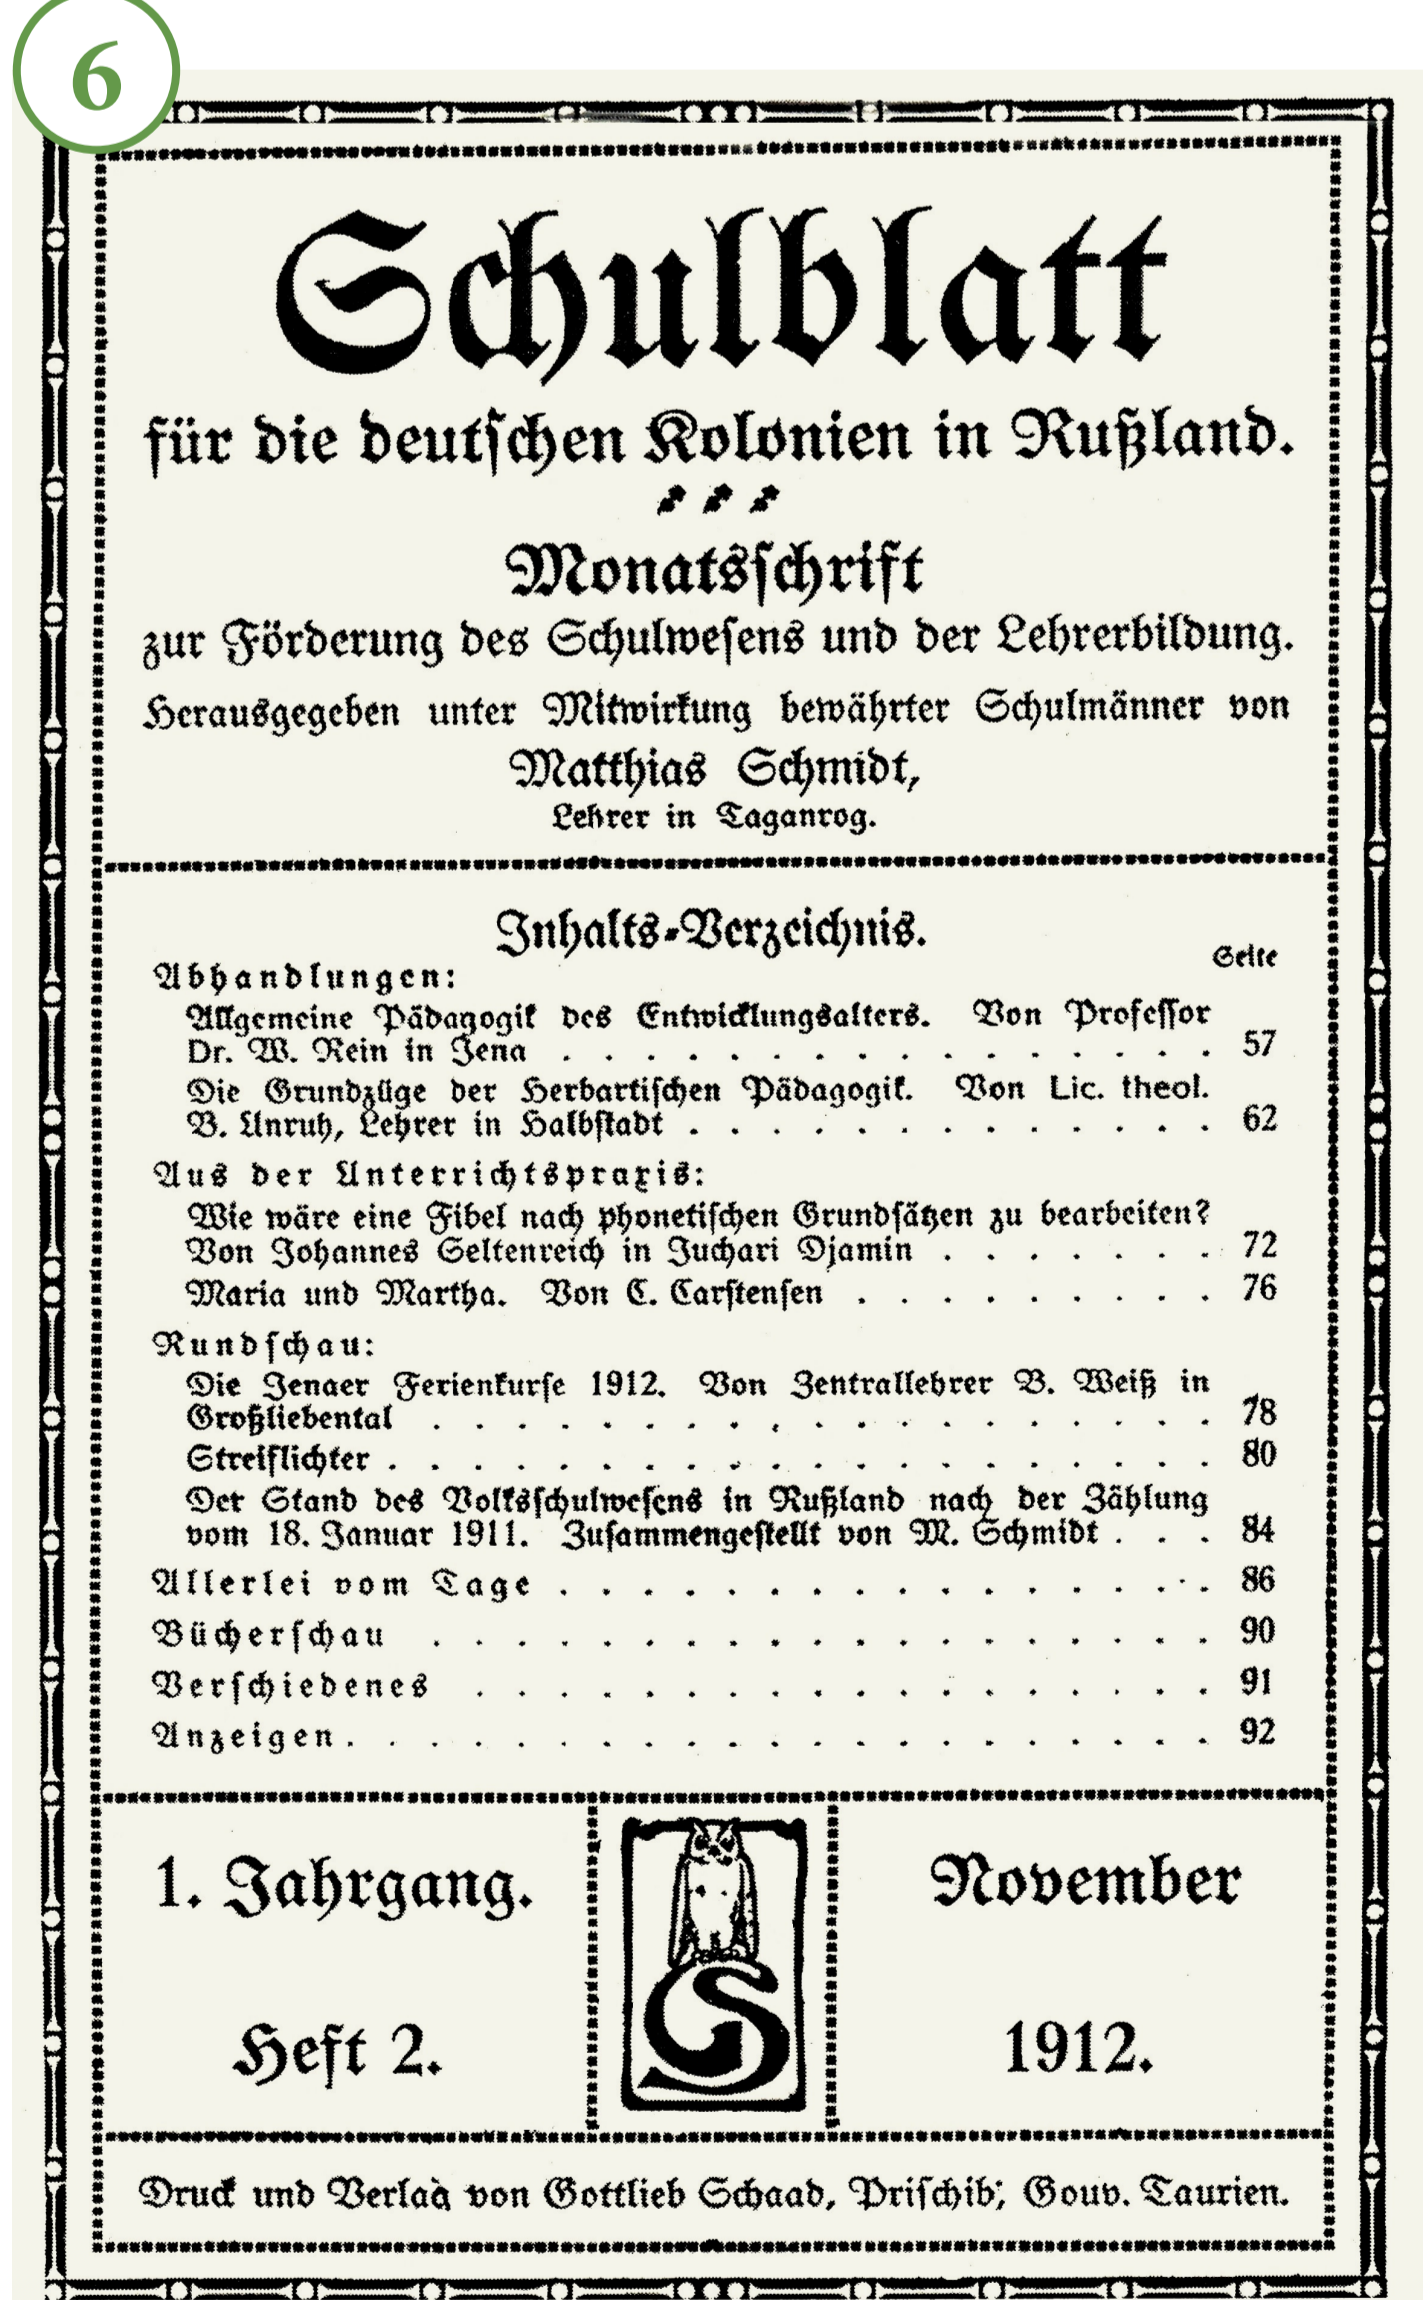 6
Schulblatt
für die deutschen Kolonien in Rußland.
Monatsschrift
zur Förderung des Schulwesens und der Lehrerbildung.
Herausgegeben unter Mitwirkung bewährter Schulmänner von
Matthias Schmidt,
Lehrer in Taganrog.
Inhalts-Verzeichnis.
Seite
Abhandlungen:
Allgemeine Pädagogik des Entwicklungsalters. Von Professor
Dr. W. Rein in Jena . . . . . . . . . . . . . . . . 57
Die Grundzüge der Herbartischen Pädagogik. Von Lic. theol.
B. Unruh, Lehrer in Halbstadt . . . . . . . . . . . . . 62
Aus der Unterrichtspraxis:
Wie wäre eine Fibel nach phonetischen Grundsätzen zu bearbeiten?
Von Johannes Seltenreich in Juchari Djamin . . . . . . . 72
Maria und Martha. Von C. Carstensen . . . . . . . . . 76
Rundschau:
Die Jenaer Ferienkurse 1912. Von Zentrallehrer B. Weiß in
Großliebental . . . . . . . . . . . . . . . . . . . 78
Streiflichter . . . . . . . . . . . . . . . . . . . . 80
Der Stand des Volksschulwesens in Rußland nach der Zählung
vom 18. Januar 1911. Zusammengestellt von M. Schmidt . . . 84
Allerlei vom Tage . . . . . . . . . . . . . . . . 86
Bücherschau . . . . . . . . . . . . . . . . . . . 90
Verschiedenes . . . . . . . . . . . . . . . . . . 91
Anzeigen . . . . . . . . . . . . . . . . . . . . . 92
1. Jahrgang.
November
Heft 2.
GS
1912.
Druck und Verlag von Gottlieb Schaad, Prischib, Gouv. Taurien.